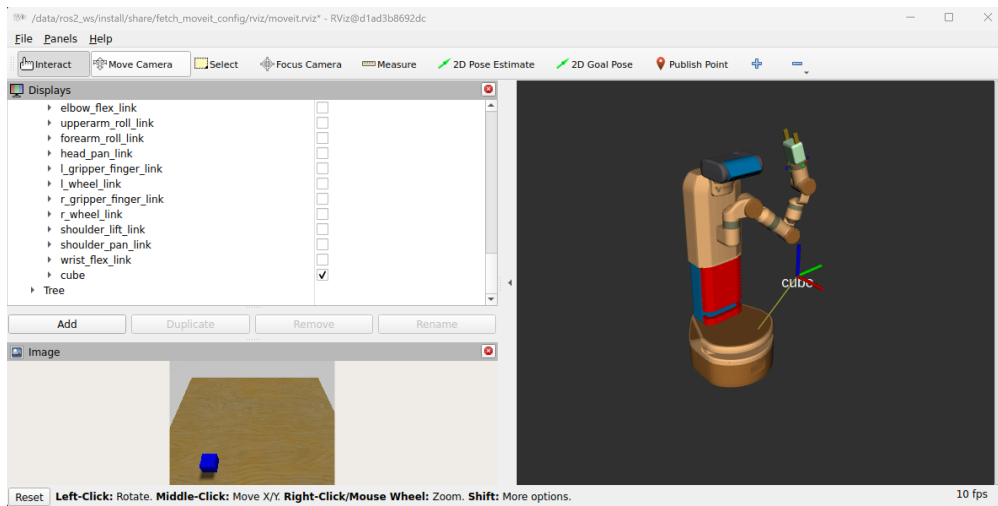 /data/ros2_ws/install/share/fetch_moveit_config/rviz/moveit.rviz* - RViz@d1ad3b8692dc
File Panels Help
Interact Move Camera Select Focus Camera Measure 2D Pose Estimate 2D Goal Pose Publish Point
Displays
elbow_flex_link
upperarm_roll_link
forearm_roll_link
head_pan_link
l_gripper_finger_link
l_wheel_link
r_gripper_finger_link
r_wheel_link
shoulder_lift_link
shoulder_pan_link
wrist_flex_link
cube
Tree
Add Duplicate Remove Rename
Image
cube
Reset Left-Click: Rotate. Middle-Click: Move X/Y. Right-Click/Mouse Wheel: Zoom. Shift: More options. 10 fps